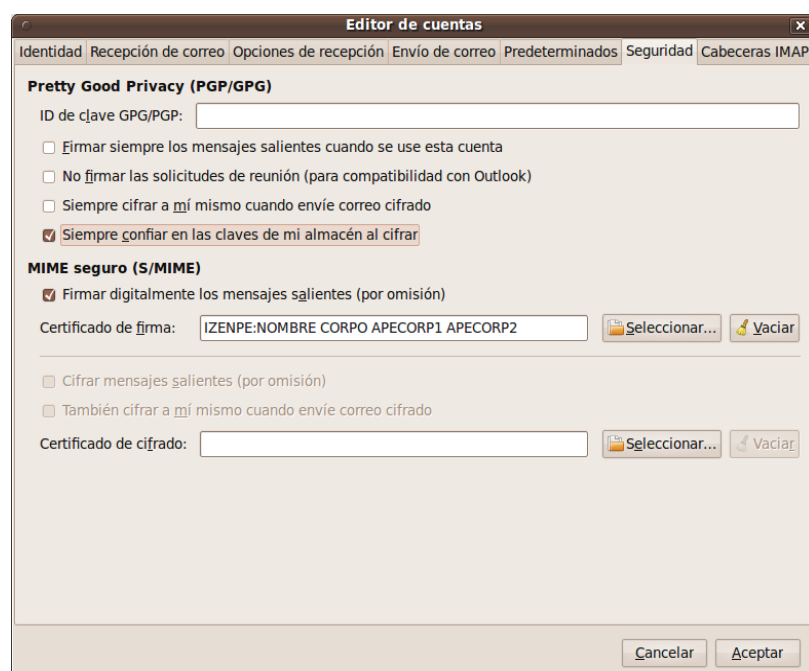 Editor de cuentas
Identidad Recepción de correo Opciones de recepción Envío de correo Predeterminados Seguridad Cabeceras IMAP
Pretty Good Privacy (PGP/GPG)
ID de clave GPG/PGP:
Firmar siempre los mensajes salientes cuando se use esta cuenta
No firmar las solicitudes de reunión (para compatibilidad con Outlook)
Siempre cifrar a mí mismo cuando envíe correo cifrado
Siempre confiar en las claves de mi almacén al cifrar
MIME seguro (S/MIME)
Firmar digitalmente los mensajes salientes (por omisión)
Certificado de firma: IZENPE:NOMBRE CORPO APECORP1 APECORP2 Seleccionar... Vaciar
Cifrar mensajes salientes (por omisión)
También cifrar a mí mismo cuando envíe correo cifrado
Certificado de cifrado: Seleccionar... Vaciar
Cancelar Aceptar